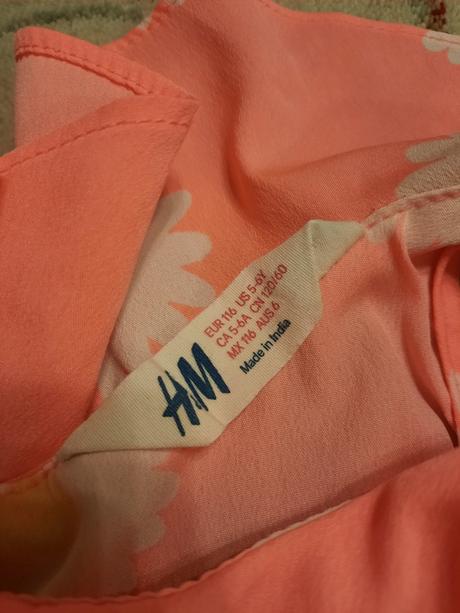 EUR 116 US 5-6Y
CA 5-6A CN 120/60
MX 116 AUS 6
Made in India
H&M